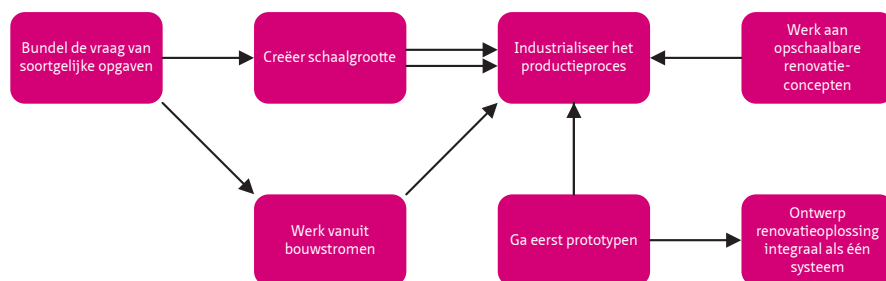 Bundel de vraag van
soortgelijke opgaven
Creëer schaalgrootte
Industrialiseer het
productieproces
Werk aan
opschaalbare
renovatie-
concepten
Werk vanuit
bouwstromen
Ga eerst prototypen
Ontwerp
renovatieoplossing
integraal als één
systeem